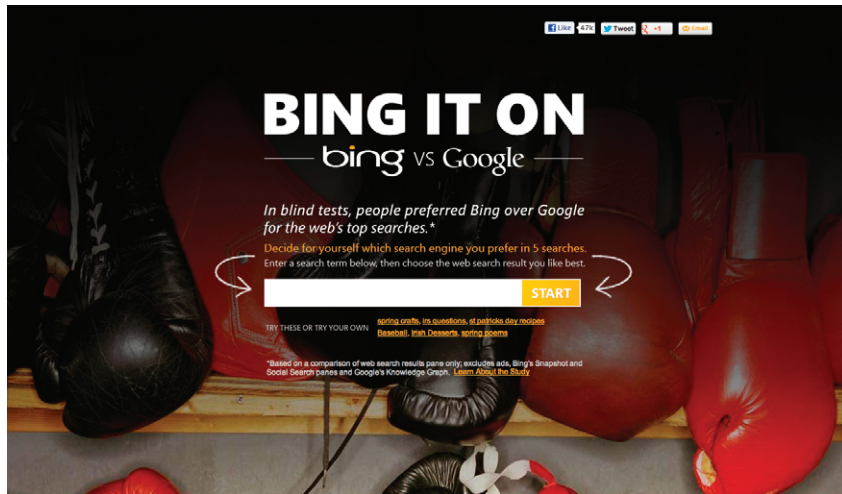 Like 47k Tweet +1 Email
BING IT ON
bing vs Google
In blind tests, people preferred Bing over Google
for the web's top searches.*
Decide for yourself which search engine you prefer in 5 searches.
Enter a search term below, then choose the web search result you like best.
START
TRY THESE OR TRY YOUR OWN
spring crafts, irs questions, st patricks day recipes
Baseball, Irish Desserts, spring poems
*Based on a comparison of web search results pane only; excludes ads, Bing's Snapshot and
Social Search panes and Google's Knowledge Graph. Learn About the Study